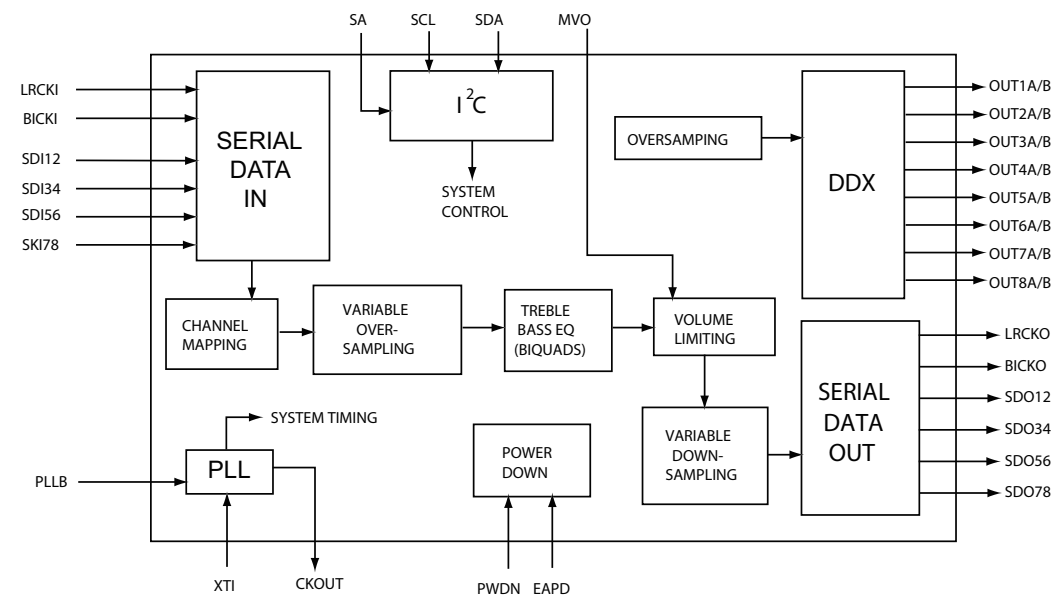 SA
SCL
SDA
MVO
LRCKI
BICKI
SDI12
SDI34
SDI56
SKI78
SERIAL
DATA
IN
I²C
SYSTEM
CONTROL
OVERSAMPING
DDX
OUT1A/B
OUT2A/B
OUT3A/B
OUT4A/B
OUT5A/B
OUT6A/B
OUT7A/B
OUT8A/B
CHANNEL
MAPPING
VARIABLE
OVER-
SAMPLING
TREBLE
BASS EQ
(BIQUADS)
VOLUME
LIMITING
SERIAL
DATA
OUT
LRCKO
BICKO
SDO12
SDO34
SDO56
SDO78
SYSTEM TIMING
PLL
PLLB
POWER
DOWN
VARIABLE
DOWN-
SAMPLING
XTI
CKOUT
PWDN
EAPD